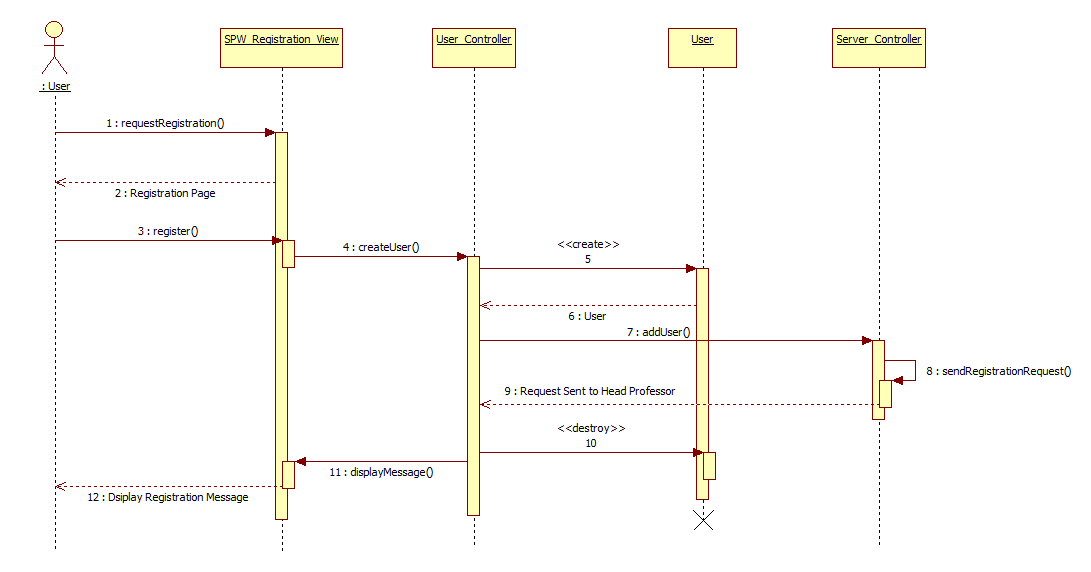 SPW_Registration_View
User_Controller
User
Server_Controller
: User
1 : requestRegistration()
2 : Registration Page
3 : register()
4 : createUser()
<<create>>
5
6 : User
7 : addUser()
8 : sendRegistrationRequest()
9 : Request Sent to Head Professor
<<destroy>>
10
11 : displayMessage()
12 : Dsiplay Registration Message